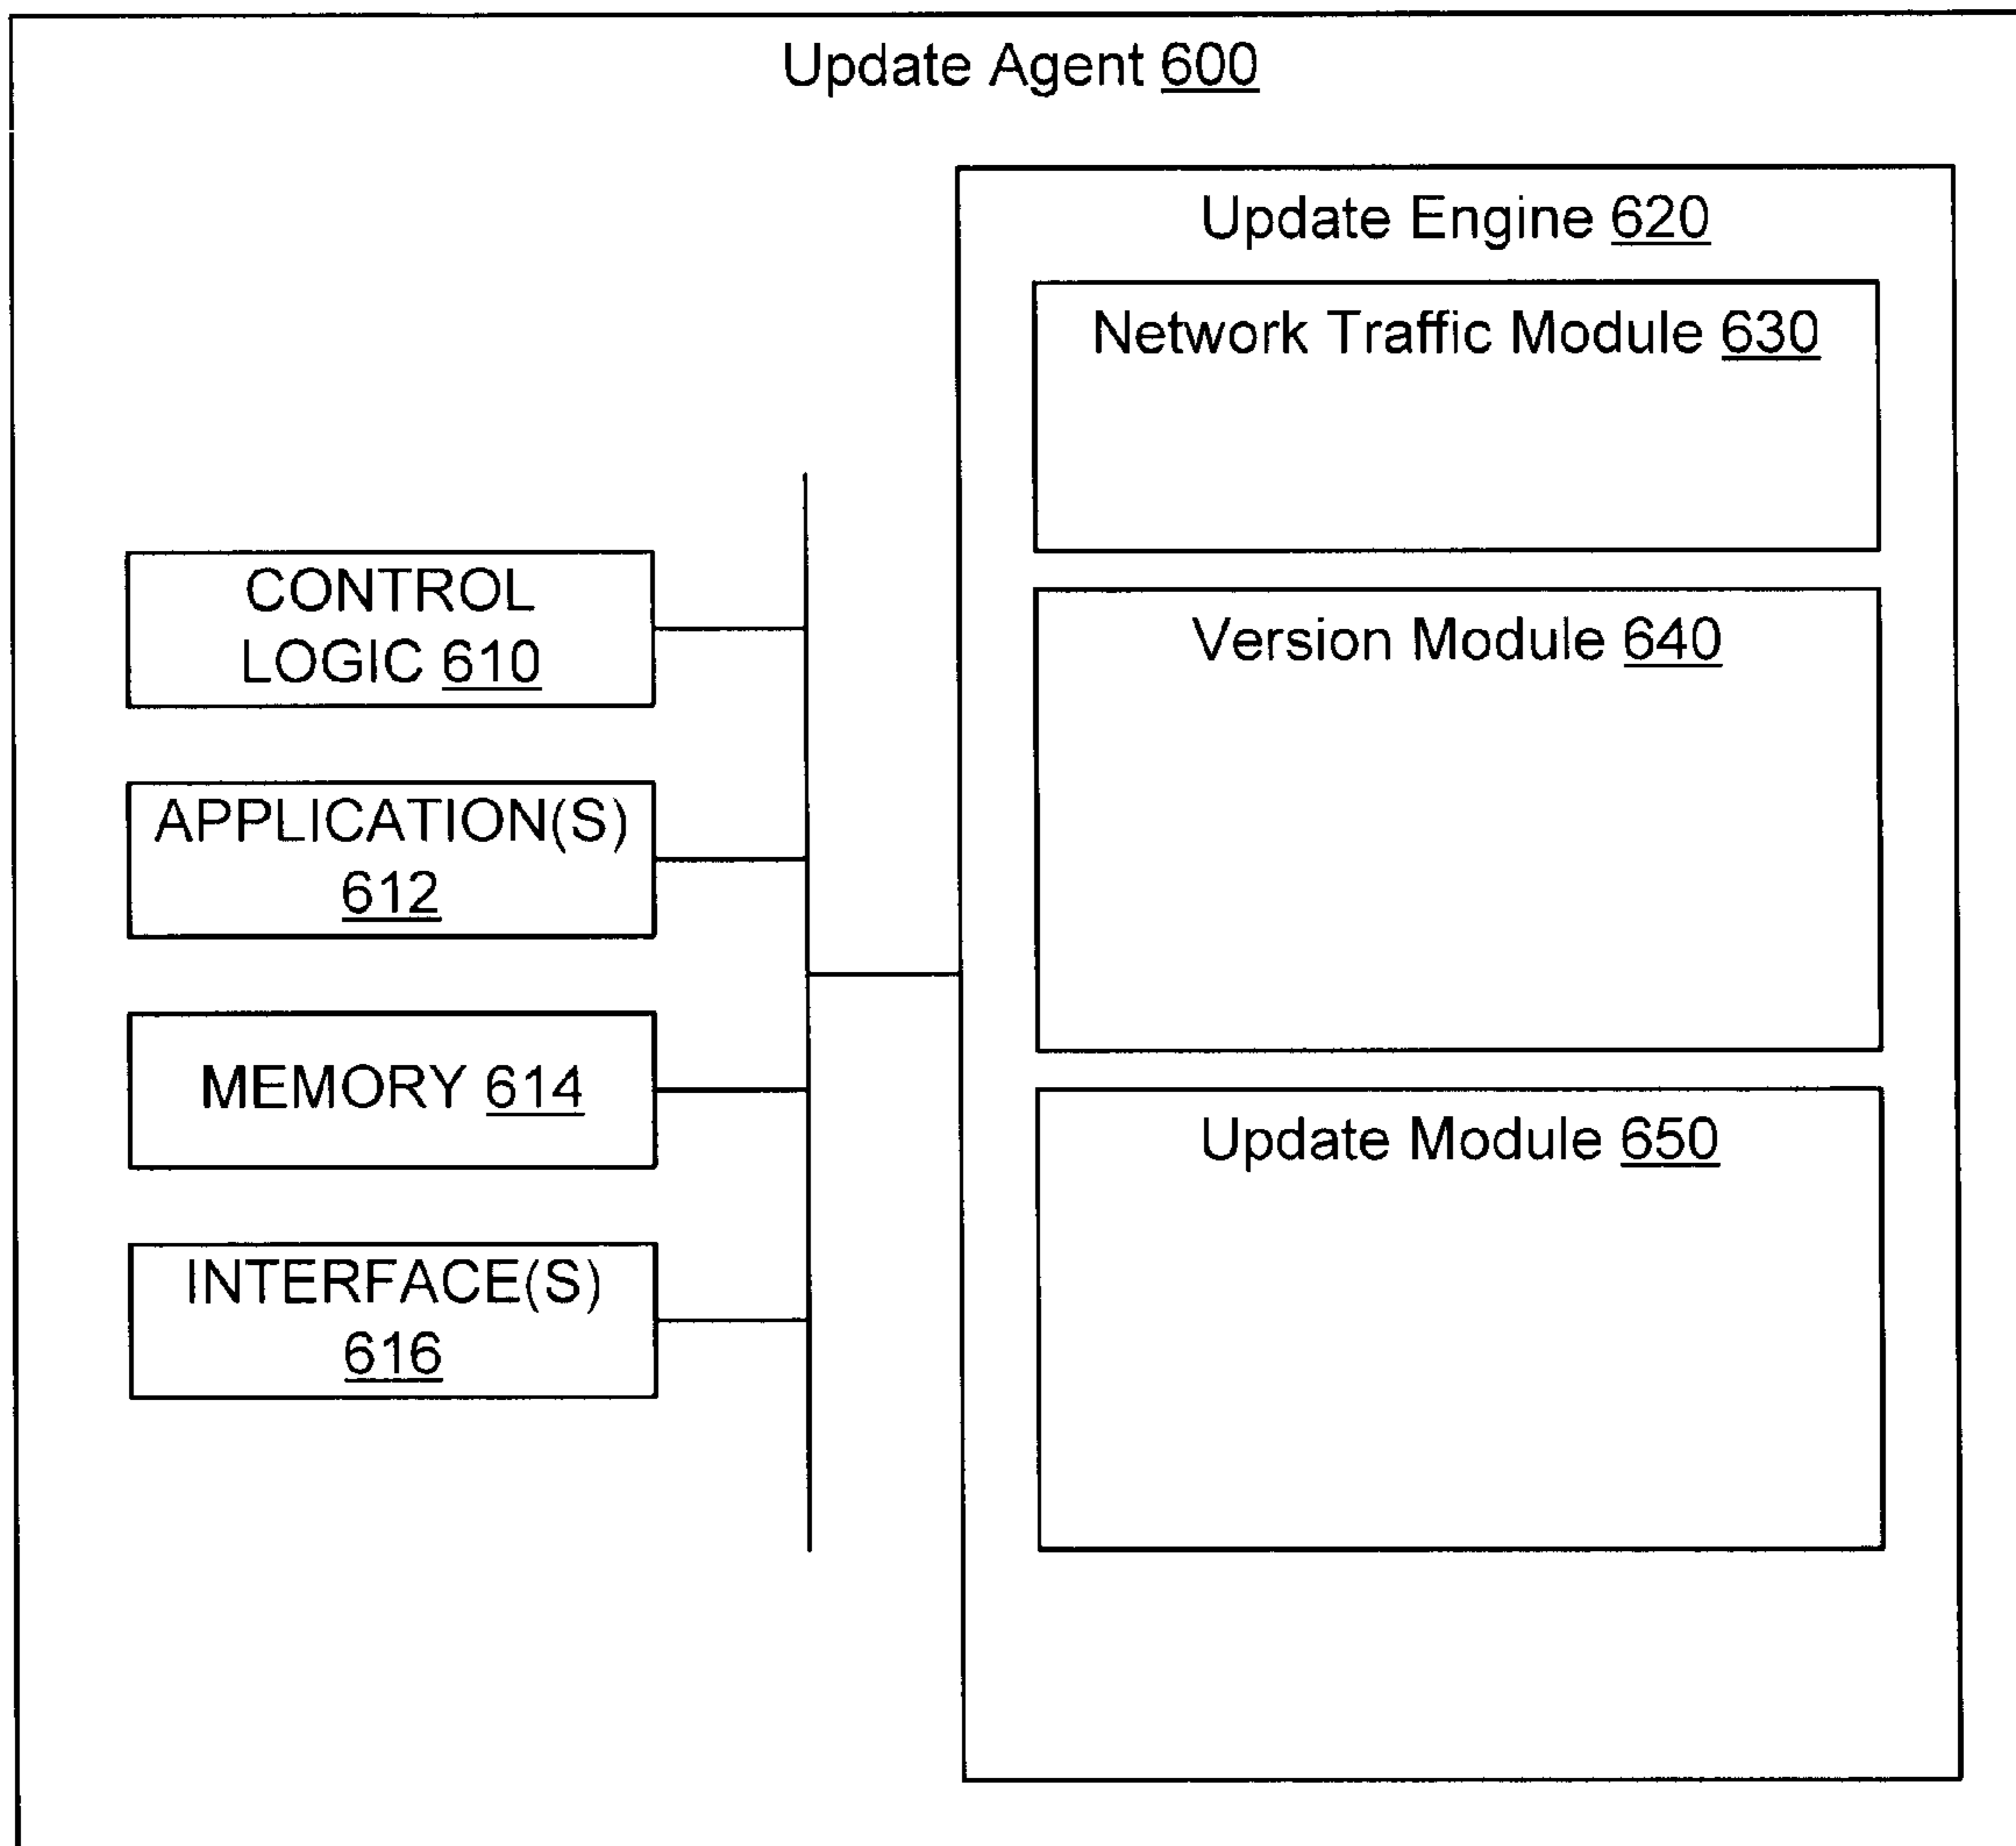 Update Agent 600
Update Engine 620
Network Traffic Module 630
Version Module 640
Update Module 650
CONTROL
LOGIC 610
APPLICATION(S)
612
MEMORY 614
INTERFACE(S)
616